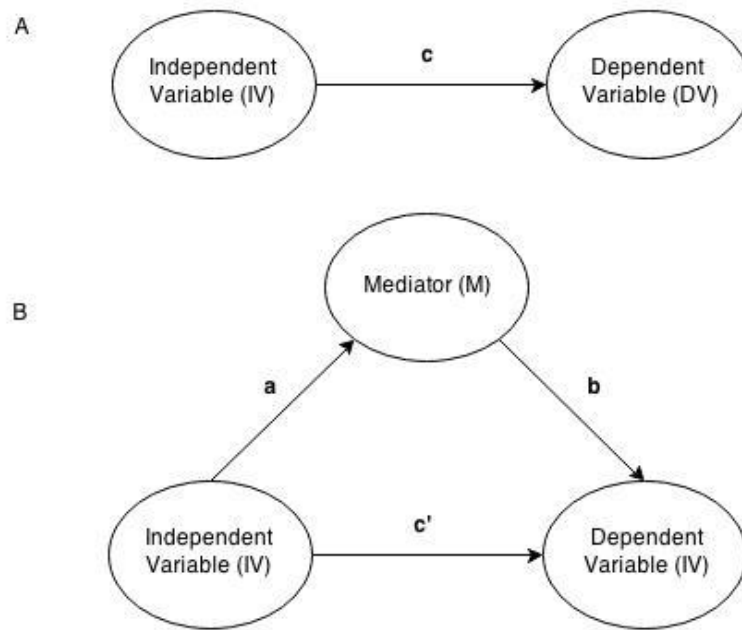 A
Independent
Variable (IV)
c
Dependent
Variable (DV)
Mediator (M)
B
a
b
Independent
Variable (IV)
c'
Dependent
Variable (IV)